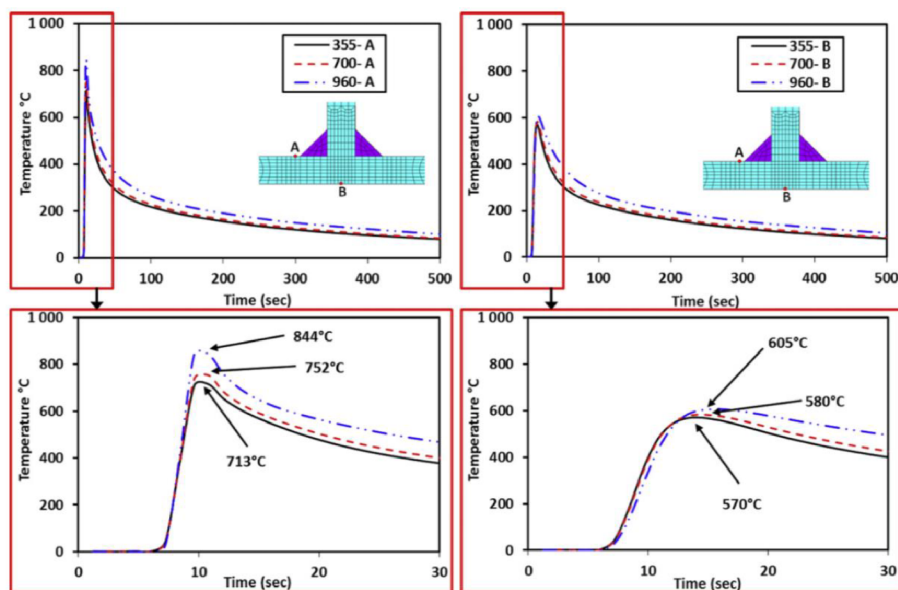 1 000
800
600
400
200
0
Temperature °C
355- A
700- A
960- A
A
B
0
100
200
300
400
500
Time (sec)
1 000
800
600
400
200
0
Temperature °C
355- B
700- B
960- B
A
B
0
100
200
300
400
500
Time (sec)
1 000
800
600
400
200
0
Temperature °C
844°C
752°C
713°C
0
10
20
30
Time (sec)
1 000
800
600
400
200
0
Temperature °C
605°C
580°C
570°C
0
10
20
30
Time (sec)